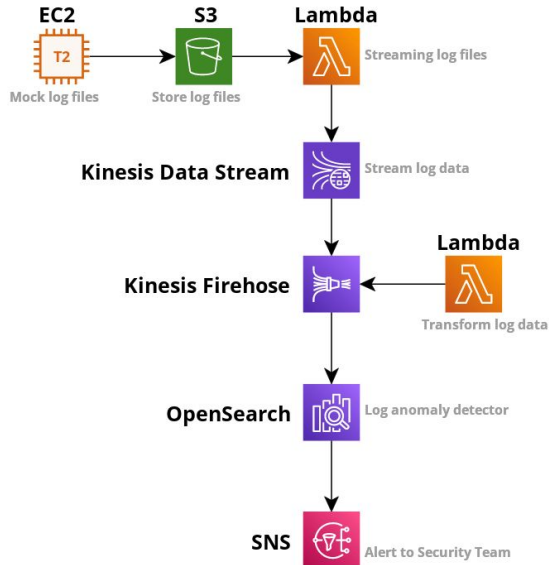 EC2
S3
Lambda
T2
Streaming log files
Mock log files
Store log files
Kinesis Data Stream
Stream log data
Lambda
Kinesis Firehose
Transform log data
OpenSearch
Log anomaly detector
SNS
Alert to Security Team